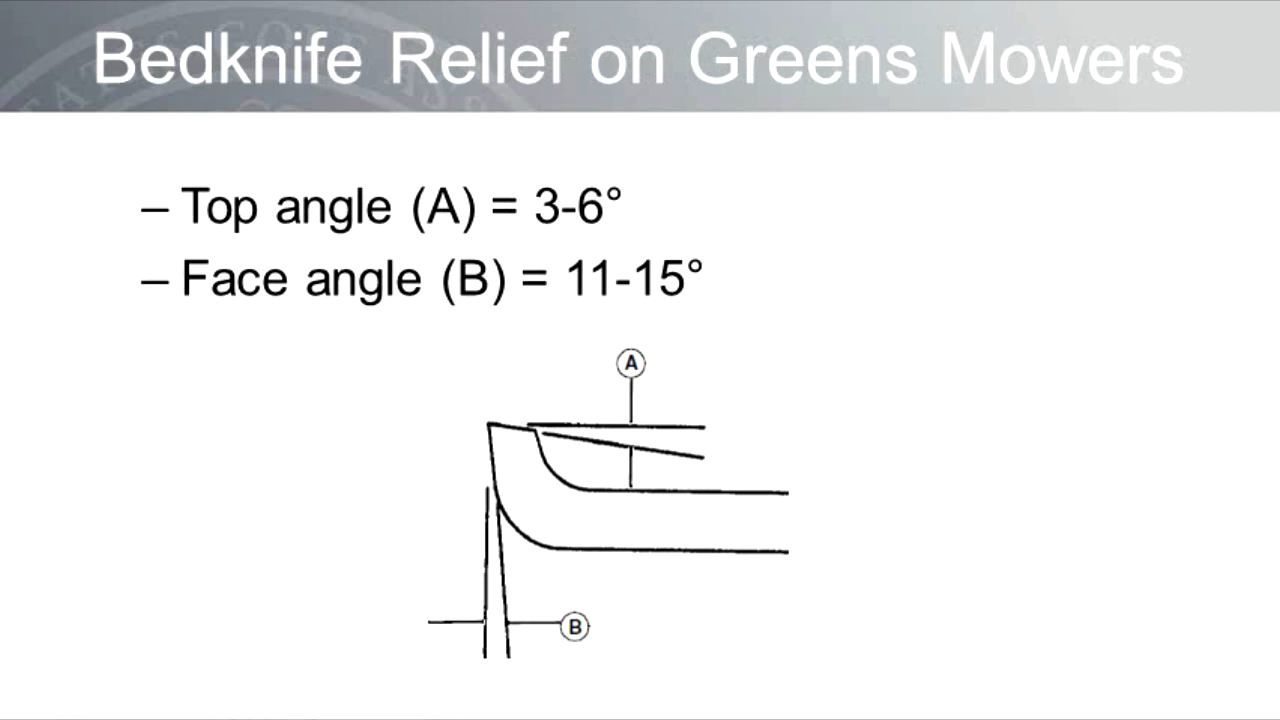 Bedknife Relief on Greens Mowers
– Top angle (A) = 3-6°
– Face angle (B) = 11-15°
A
B